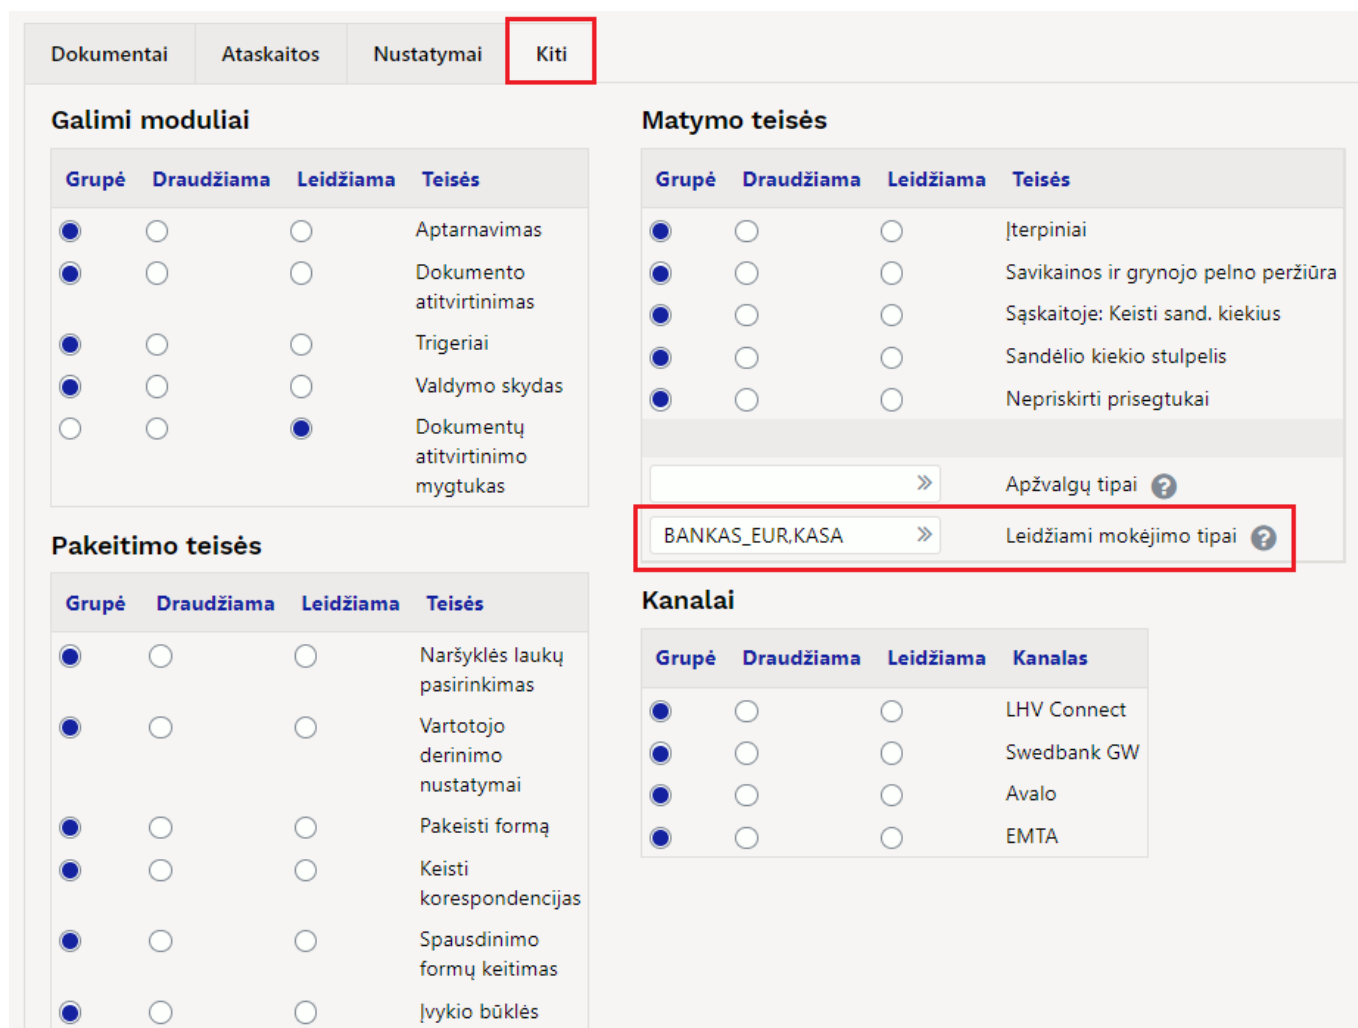 Dokumentai Ataskaitos Nustatymai Kiti
Galimi moduliai
Grupė Draudžiama Leidžiama Teisės
Aptarnavimas
Dokumento
atitvirtinimas
Trigeriai
Valdymo skydas
Dokumentų
atitvirtinimo
mygtukas
Pakeitimo teisės
Grupė Draudžiama Leidžiama Teisės
Naršyklės laukų
pasirinkimas
Vartotojo
derinimo
nustatymai
Pakeisti formą
Keisti
korespondencijas
Spausdinimo
formų keitimas
Įvykio būklės
Matymo teisės
Grupė Draudžiama Leidžiama Teisės
Įterpiniai
Savikainos ir grynojo pelno peržiūra
Sąskaitoje: Keisti sand. kiekius
Sandėlio kiekio stulpelis
Nepriskirti prisegtukai
» Apžvalgų tipai ?
BANKAS_EUR,KASA » Leidžiami mokėjimo tipai ?
Kanalai
Grupė Draudžiama Leidžiama Kanalas
LHV Connect
Swedbank GW
Avalo
EMTA